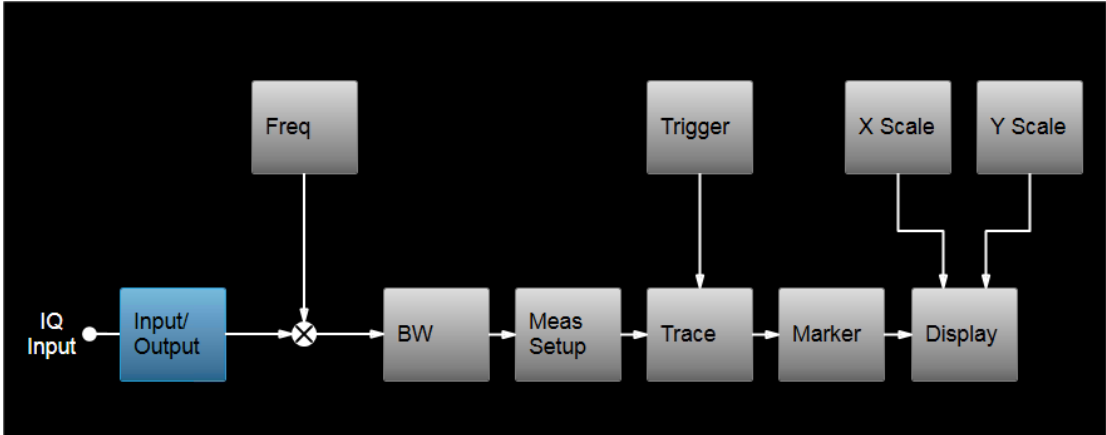 Freq
Trigger
X Scale
Y Scale
IQ
Input
Input/
Output
BW
Meas
Setup
Trace
Marker
Display